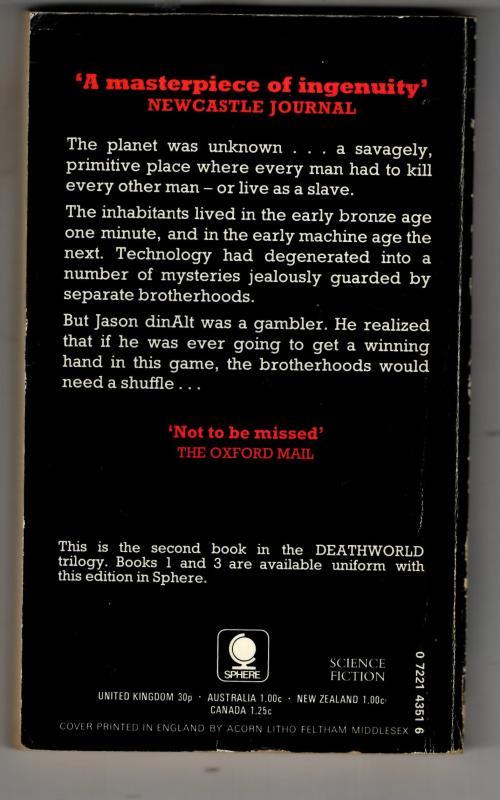 ‘A masterpiece of ingenuity’
NEWCASTLE JOURNAL
The planet was unknown . . . a savagely,
primitive place where every man had to kill
every other man – or live as a slave.
The inhabitants lived in the early bronze age
one minute, and in the early machine age the
next. Technology had degenerated into a
number of mysteries jealously guarded by
separate brotherhoods.
But Jason dinAlt was a gambler. He realized
that if he was ever going to get a winning
hand in this game, the brotherhoods would
need a shuffle . . .
‘Not to be missed’
THE OXFORD MAIL
This is the second book in the DEATHWORLD
trilogy. Books 1 and 3 are available uniform with
this edition in Sphere.
SPHERE
SCIENCE
FICTION
UNITED KINGDOM 30p · AUSTRALIA 1.00c · NEW ZEALAND 1.00c
CANADA 1.25c
COVER PRINTED IN ENGLAND BY ACORN LITHO FELTHAM MIDDLESEX
0 7221 4351 6